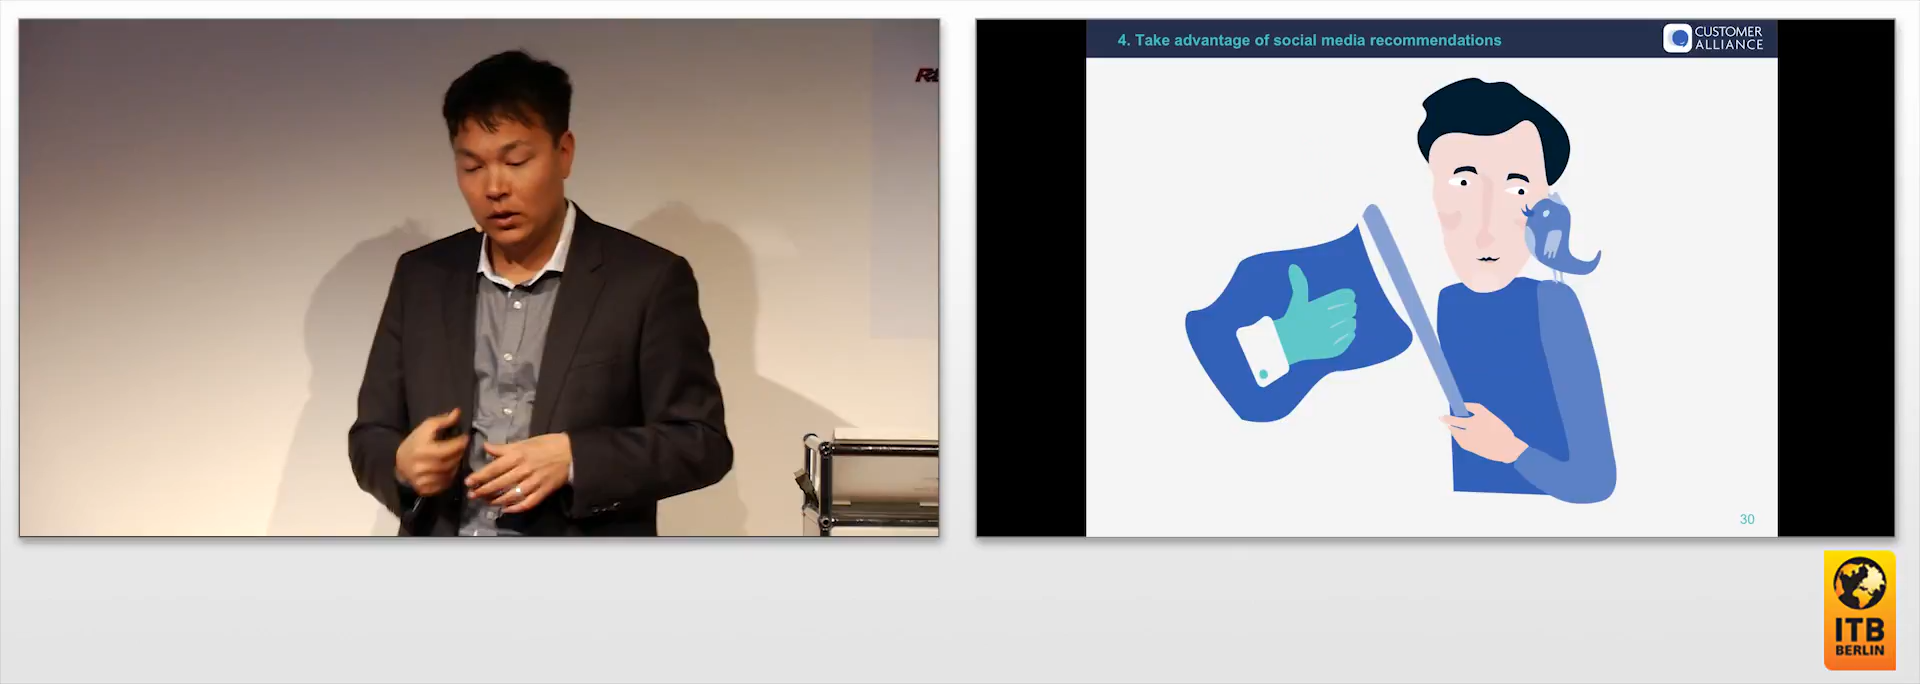 4. Take advantage of social media recommendations
CUSTOMER
ALLIANCE
30
ITB
BERLIN